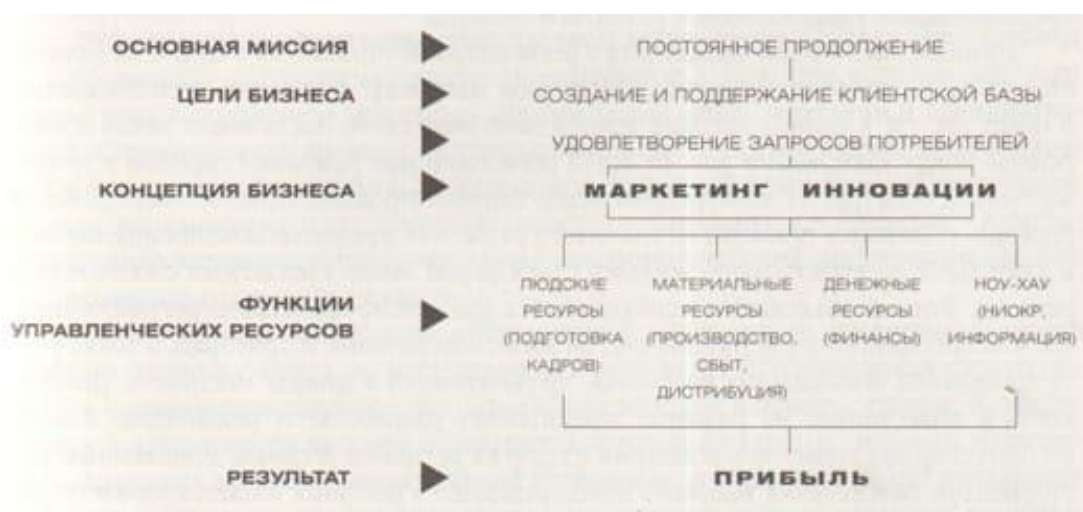 ОСНОВНАЯ МИССИЯ
ПОСТОЯННОЕ ПРОДОЛЖЕНИЕ
ЦЕЛИ БИЗНЕСА
СОЗДАНИЕ И ПОДДЕРЖАНИЕ КЛИЕНТСКОЙ БАЗЫ
УДОВЛЕТВОРЕНИЕ ЗАПРОСОВ ПОТРЕБИТЕЛЕЙ
КОНЦЕПЦИЯ БИЗНЕСА
МАРКЕТИНГ ИННОВАЦИИ
ФУНКЦИИ
УПРАВЛЕНЧЕСКИХ РЕСУРСОВ
ЛЮДСКИЕ
РЕСУРСЫ
(ПОДГОТОВКА
КАДРОВ)
МАТЕРИАЛЬНЫЕ
РЕСУРСЫ
(ПРОИЗВОДСТВО,
СБЫТ,
ДИСТРИБУЦИЯ)
ДЕНЕЖНЫЕ
РЕСУРСЫ
(ФИНАНСЫ)
НОУ-ХАУ
(НИОКР,
ИНФОРМАЦИЯ)
РЕЗУЛЬТАТ
ПРИБЫЛЬ